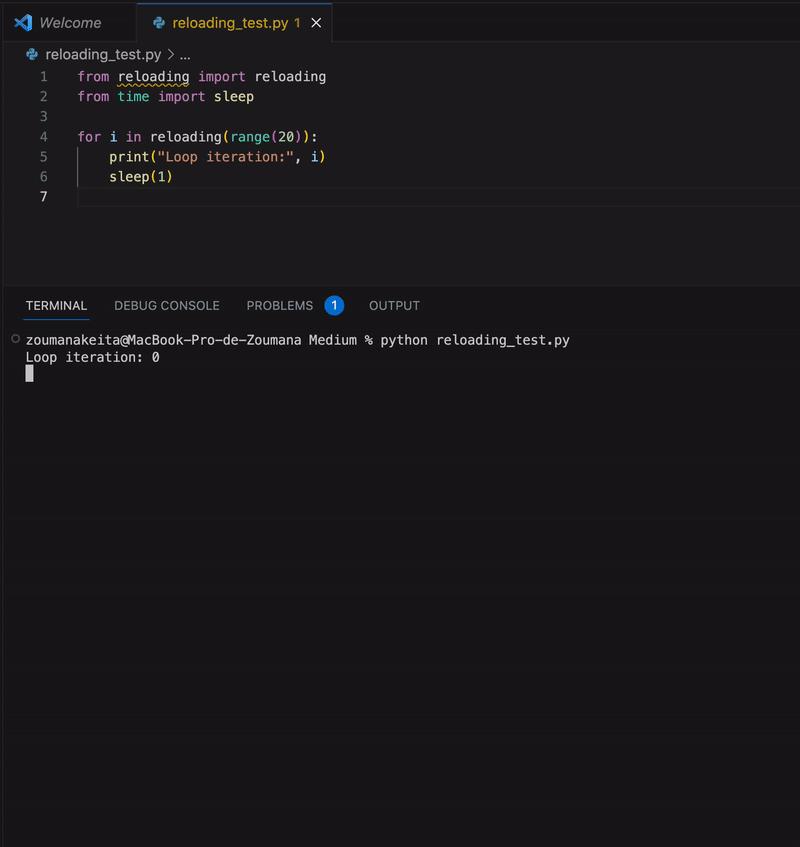 Welcome
reloading_test.py 1
reloading_test.py > ...
1 from reloading import reloading
2 from time import sleep
3
4 for i in reloading(range(20)):
5     print("Loop iteration:", i)
6     sleep(1)
7
TERMINAL DEBUG CONSOLE PROBLEMS 1 OUTPUT
zoumanakeita@MacBook-Pro-de-Zoumana Medium % python reloading_test.py
Loop iteration: 0